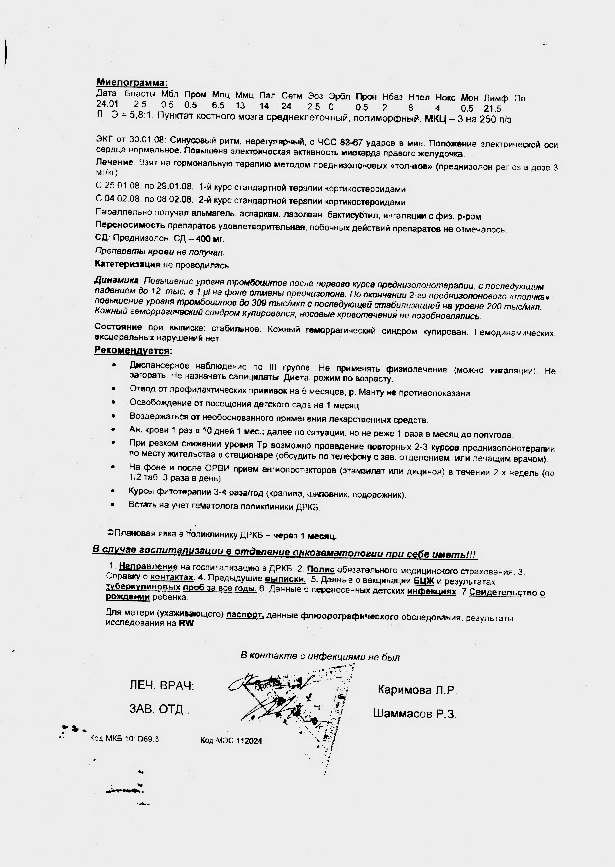 Миелограмма:
Дата Бласты Мбл Пром Млц Ммц Пал Сегм Эоз Эрбл Прон Нбаз Нпол Нокс Мон Лимф Пл
24.01 2.5 0.5 0.5 6.5 13 14 24 2.5 0 0.5 2 8 4 0.5 21.5
Л Э = 5,8:1. Пунктат костного мозга среднеклеточный, полиморфный. МКЦ – 3 на 250 п/з
ЭКГ от 30.01.08: Синусовый ритм, нерегулярный, с ЧСС 83-67 ударов в мин. Положение электрической оси
сердца нормальное. Повышена электрическая активность миокарда правого желудочка.
Лечение: Взят на гормональную терапию методом преднизолоновых «толчков» (преднизолон per os в дозе 3
мг/кг)
С 25.01.08. по 29.01.08. 1-й курс стандартной терапии кортикостероидами
С 04.02.08. по 08.02.08. 2-й курс стандартной терапии кортикостероидами
Параллельно получал альмагель, аспаркам, лазолван, бактисубтил, ингаляции с физ. р-ром
Переносимость препаратов удовлетворительная, побочных действий препаратов не отмечалось.
СД: Преднизолон СД – 400 мг.
Препараты крови не получал.
Катетеризация не проводилась
Динамика: Повышение уровня тромбоцитов после первого курса преднизолонотерапии, с последующим
падением до 12 тыс. в 1 µl на фоне отмены преднизолона. По окончании 2-го преднизолонового «толчка»
повышение уровня тромбоцитов до 309 тыс/мкл с последующей стабилизацией на уровне 200 тыс/мкл.
Кожный геморрагический синдром купировался, носовые кровотечения не возобновлялись.
Состояние при выписке: стабильное. Кожный геморрагический синдром купирован. Гемодинамических,
висцеральных нарушений нет.
Рекомендуется:
• Диспансерное наблюдение по III группе. Не применять физиолечение (можно ингаляции). Не
загорать. Не назначать салицилаты. Диета, режим по возрасту.
• Отвод от профилактических прививок на 6 месяцев, р. Манту не противопоказана
• Освобождение от посещения детского сада на 1 месяц
• Воздержаться от необоснованного применения лекарственных средств.
• Ан. крови 1 раз в 10 дней 1 мес.; далее по ситуации, но не реже 1 раза в месяц до полугода.
• При резком снижении уровня Тр возможно проведение повторных 2-3 курсов преднизолонотерапии
по месту жительства в стационаре (обсудить по телефону с зав. отделением, или лечащим врачом).
• На фоне и после ОРВИ прием ангиопротекторов (этамзилат или дицинон) в течении 2-х недель (по
1/2 таб. 3 раза в день)
• Курсы фитотерапии 3-4 раза/год (крапива, шиповник, подорожник).
• Встать на учет гематолога поликлиники ДРКБ.
Плановая явка в поликлинику ДРКБ – через 1 месяц.
В случае госпитализации в отделение онкогематологии при себе иметь!!!
1. Направление на госпитализацию в ДРКБ. 2. Полис обязательного медицинского страхования. 3.
Справку о контактах. 4. Предыдущие выписки. 5. Данные о вакцинации БЦЖ и результатах
туберкулиновых проб за все годы. 6. Данные о перенесенных детских инфекциях. 7. Свидетельство о
рождении ребенка.
Для матери (ухаживающего) паспорт, данные флюорографического обследования, результаты
исследования на RW
В контакте с инфекциями не был
ЛЕЧ. ВРАЧ: Каримова Л.Р.
ЗАВ. ОТД.: Шаммасов Р.З.
Код МКБ 10: D69.3 Код МЭС 112024